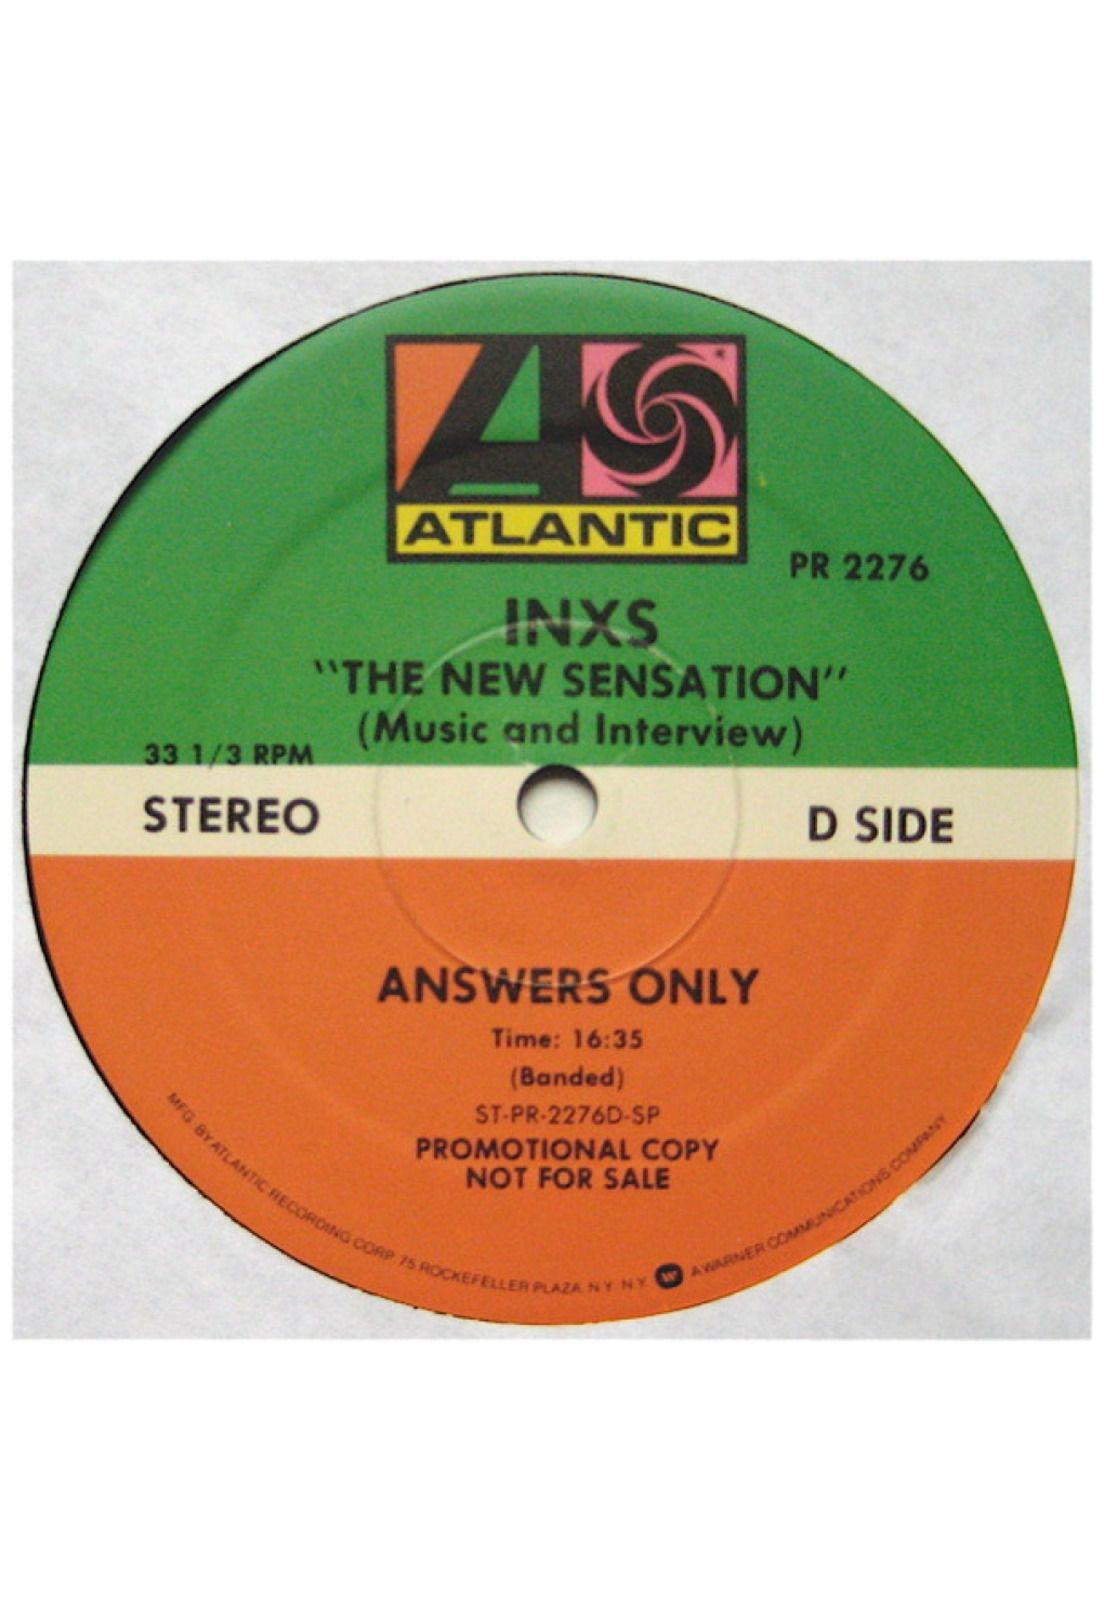 ATLANTIC
PR 2276
INXS
"THE NEW SENSATION"
(Music and Interview)
33 1/3 RPM
STEREO
D SIDE
ANSWERS ONLY
Time: 16:35
(Banded)
ST-PR-2276D-SP
PROMOTIONAL COPY
NOT FOR SALE
MFG. BY ATLANTIC RECORDING CORP. 75 ROCKEFELLER PLAZA, N.Y. N.Y. A WARNER COMMUNICATIONS COMPANY